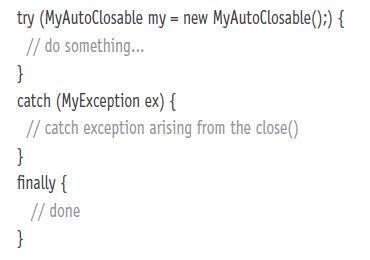 try (MyAutoClosable my = new MyAutoClosable();) {
// do something...
}
catch (MyException ex) {
// catch exception arising from the close()
}
finally {
// done
}